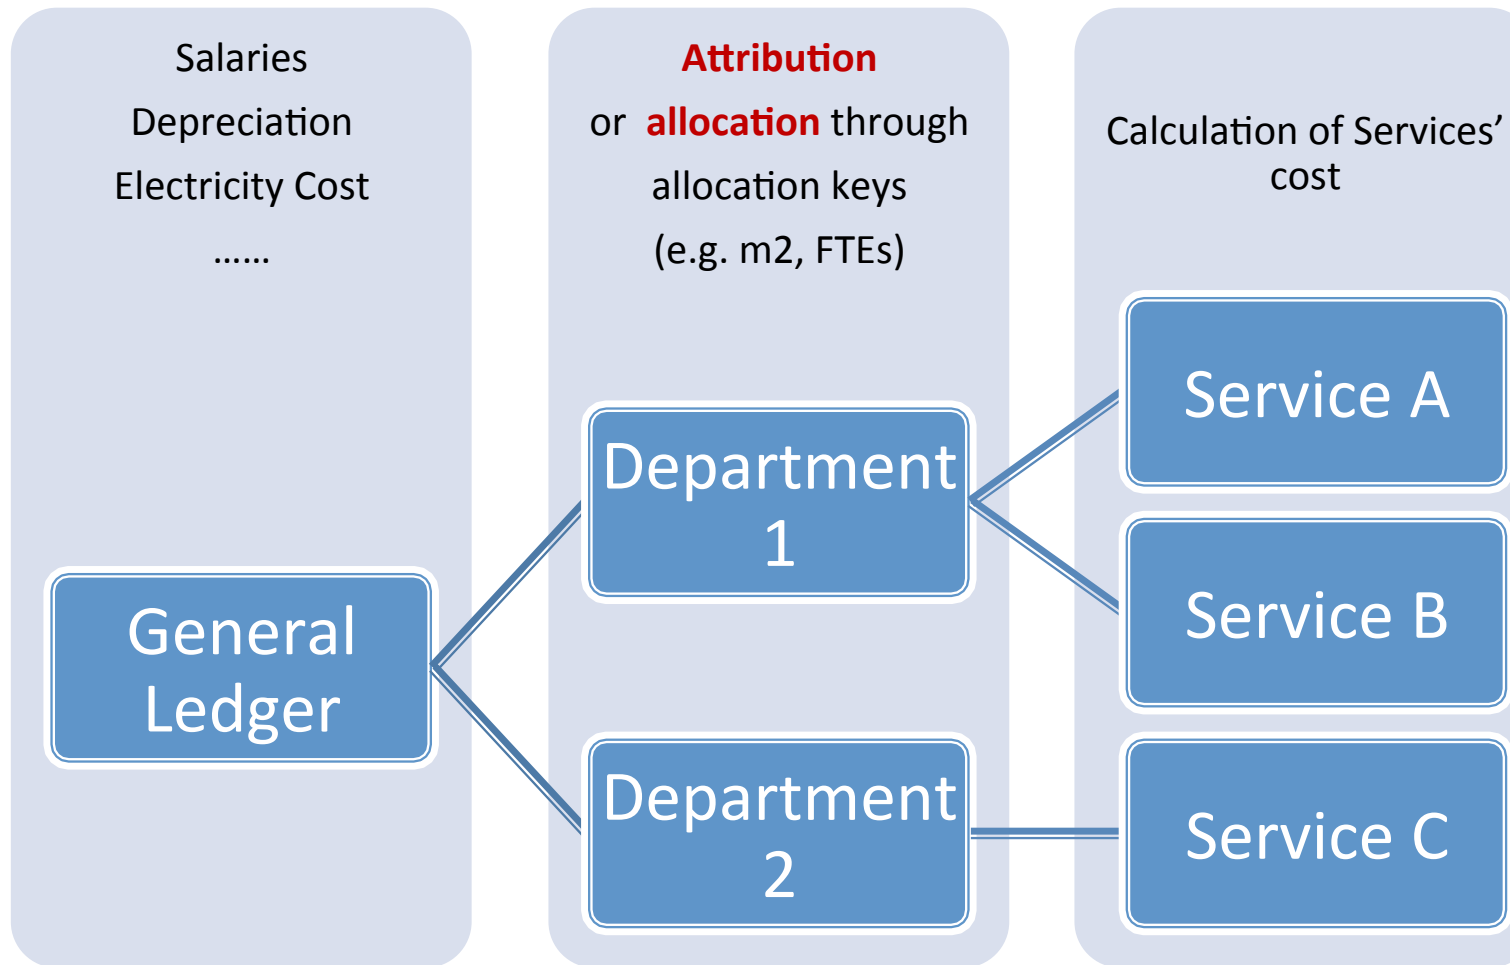 Salaries
Depreciation
Electricity Cost
......
General
Ledger
Attribution
or allocation through
allocation keys
(e.g. m2, FTEs)
Department
1
Department
2
Calculation of Services’
cost
Service A
Service B
Service C